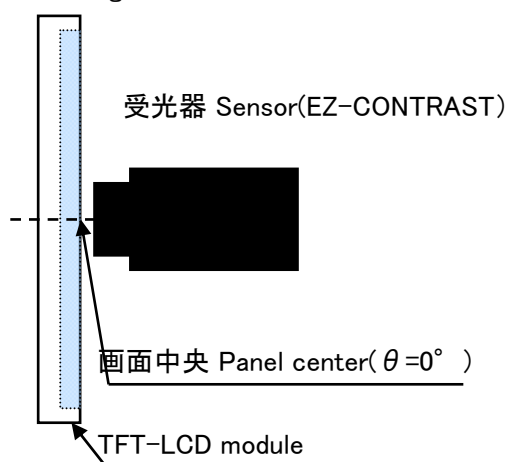 受光器 Sensor(EZ-CONTRAST)
画面中央 Panel center(θ=0°)
TFT-LCD module